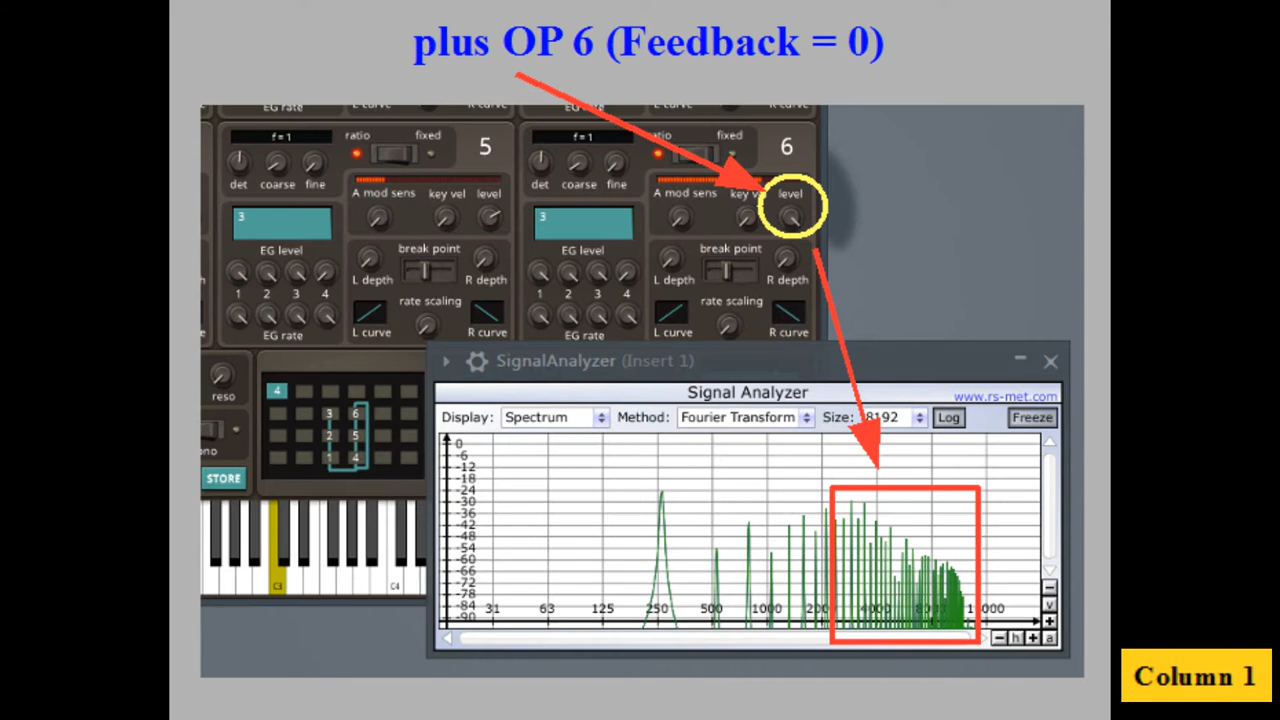 plus OP 6 (Feedback = 0)
EG rate L curve R curve EG rate L curve R curve
f=1 ratio fixed 5 f=1 ratio fixed 6
det coarse fine A mod sens key vel level det coarse fine A mod sens key vel level
3 3
EG level break point EG level break point
L depth R depth L depth R depth
1 2 3 4 rate scaling 1 2 3 4 rate scaling
EG rate L curve R curve EG rate L curve R curve
SignalAnalyzer (Insert 1)
reso 4
Signal Analyzer
www.rs-met.com
Display: Spectrum Method: Fourier Transform Size: 8192 Log Freeze
3 6
2 5
1 4
STORE
0
-6
-12
-18
-24
-30
-36
-42
-48
-54
-60
-66
-72
-78
-84
-90
31 63 125 250 500 1000 2000 4000 8000
C3 C4
- v +
- h + a
Column 1